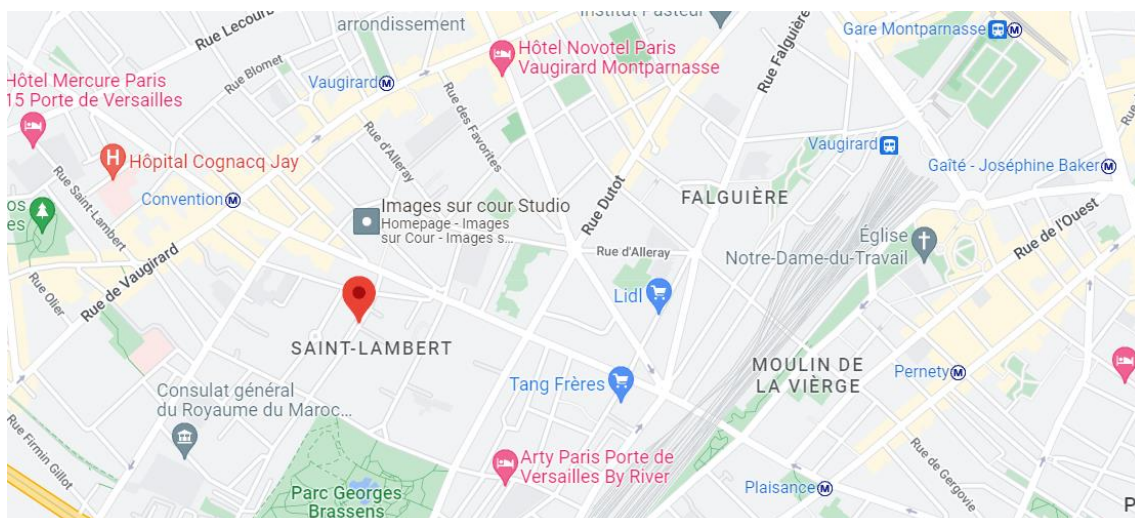 arrondissement
Institut Pasteur
Gare Montparnasse
Rue Lecourbe
Hôtel Novotel Paris
Vaugirard Montparnasse
Rue Falguière
Hôtel Mercure Paris
15 Porte de Versailles
Rue Blomet
Vaugirard
Rue des Favorites
Rue d'Alleray
Vaugirard
Hôpital Cognacq Jay
Gaîté - Joséphine Baker
Rue Saint-Lambert
Convention
Images sur cour Studio
Homepage - Images
sur Cour - Images s...
FALGUIÈRE
Rue Dutot
Rue de l'Ouest
Rue d'Alleray
Église
Notre-Dame-du-Travail
Rue de Vaugirard
Rue Olier
Lidl
SAINT-LAMBERT
MOULIN DE
LA VIÈRGE
Pernety
Tang Frères
Consulat général
du Royaume du Maroc...
Rue Firmin Gillot
Arty Paris Porte de
Versailles By River
Rue de Gergovie
Parc Georges
Brassens
Plaisance